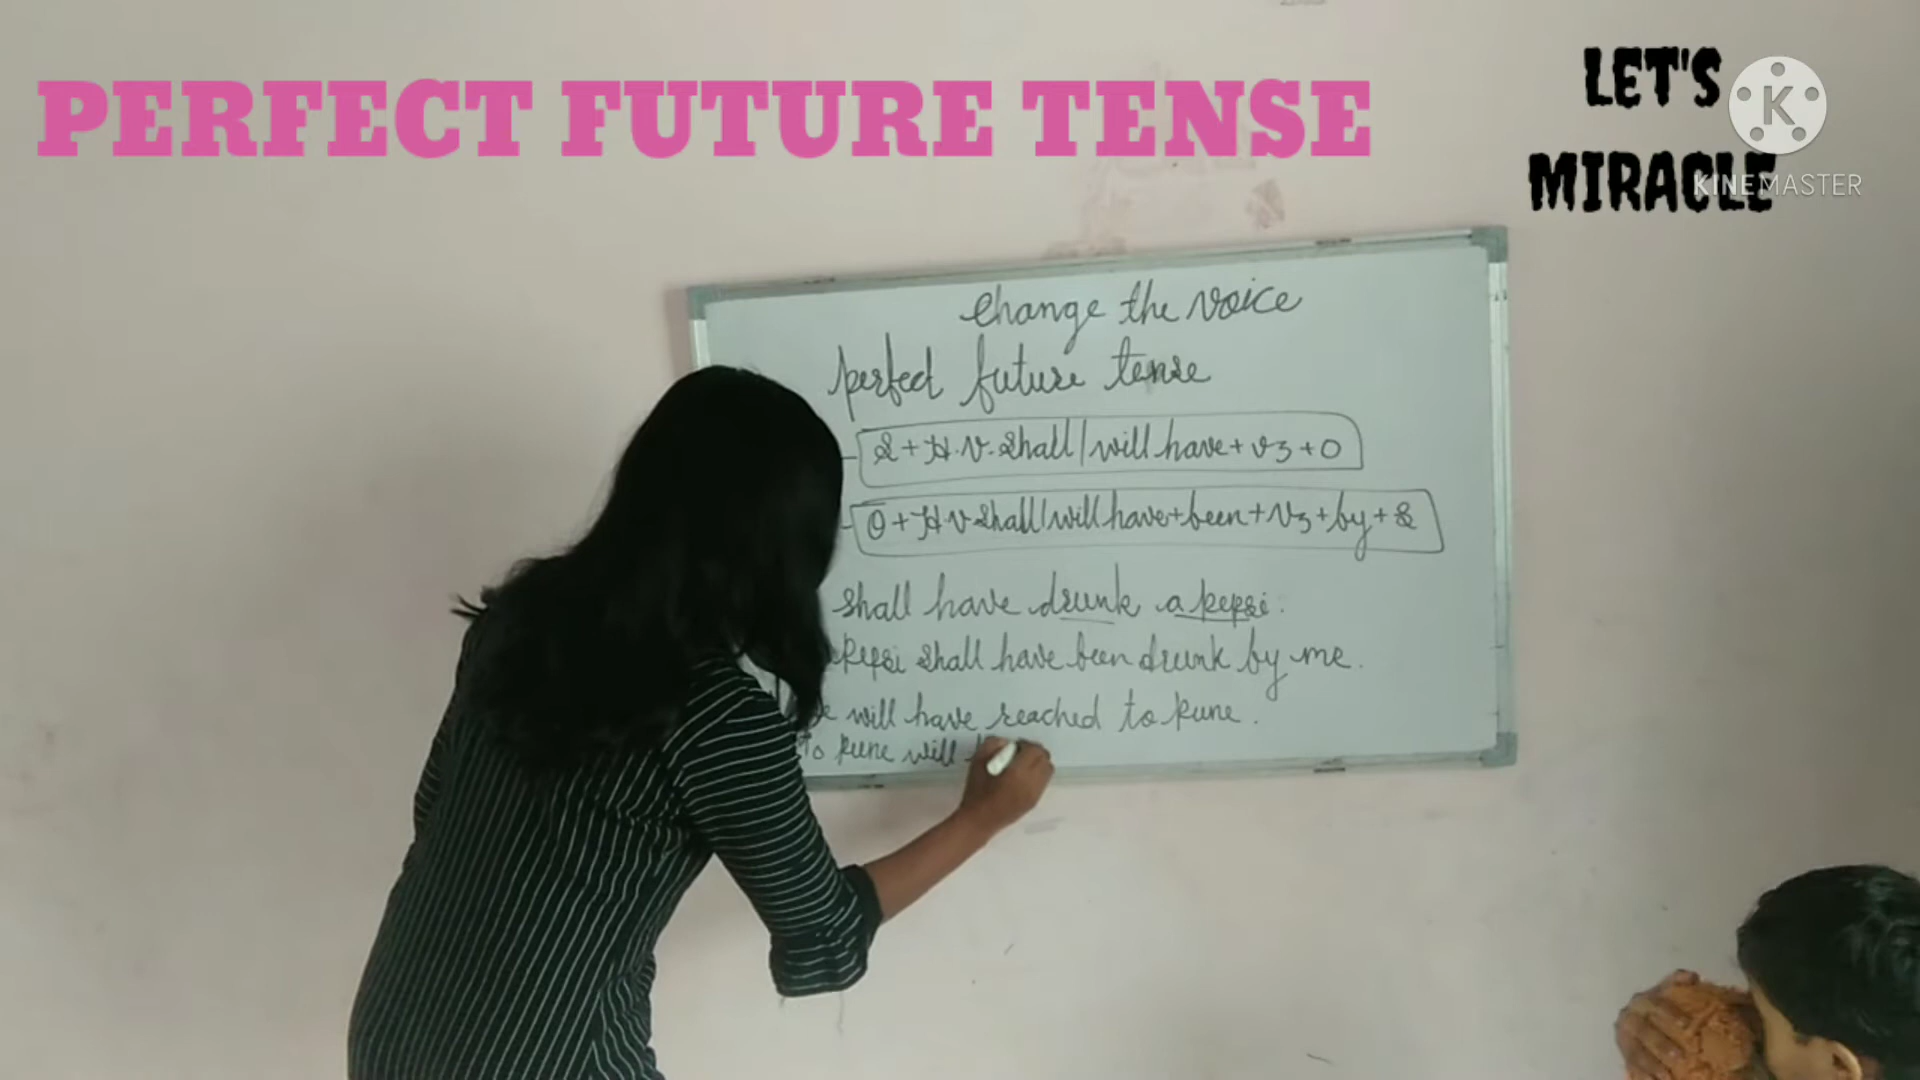 PERFECT FUTURE TENSE
LET'S
MIRACLE
KINEMASTER
Change the Voice
perfect future tense
S + H.V. shall / will have + V3 + O
O + H.V shall / will have + been + V3 + by + S
shall have drunk a pepsi.
Pepsi shall have been drunk by me.
will have reached to Pune.
to Pune will